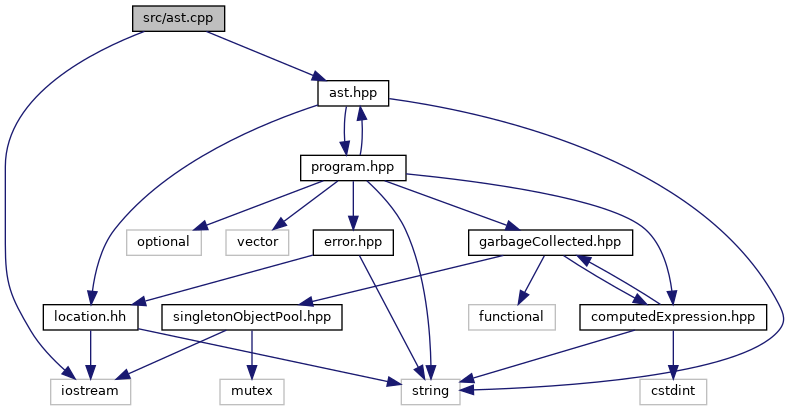 src/ast.cpp
ast.hpp
program.hpp
optional
vector
error.hpp
garbageCollected.hpp
location.hh
singletonObjectPool.hpp
functional
computedExpression.hpp
iostream
mutex
string
cstdint